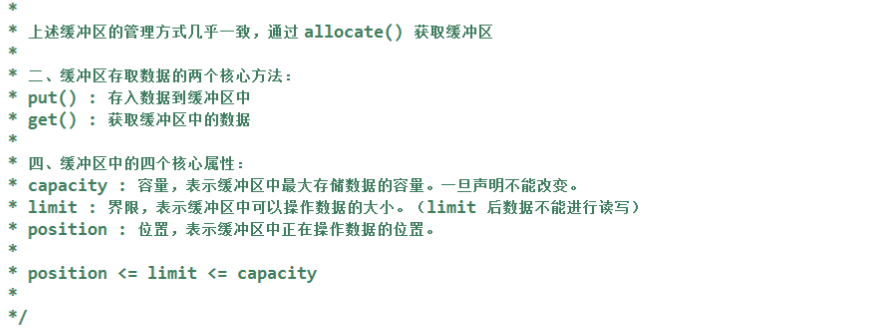 *
* 上述缓冲区的管理方式几乎一致，通过 allocate() 获取缓冲区
*
* 二、缓冲区存取数据的两个核心方法：
* put() : 存入数据到缓冲区中
* get() : 获取缓冲区中的数据
*
* 四、缓冲区中的四个核心属性：
* capacity : 容量，表示缓冲区中最大存储数据的容量。一旦声明不能改变。
* limit : 界限，表示缓冲区中可以操作数据的大小。（limit 后数据不能进行读写）
* position : 位置，表示缓冲区中正在操作数据的位置。
*
* position <= limit <= capacity
*
*/